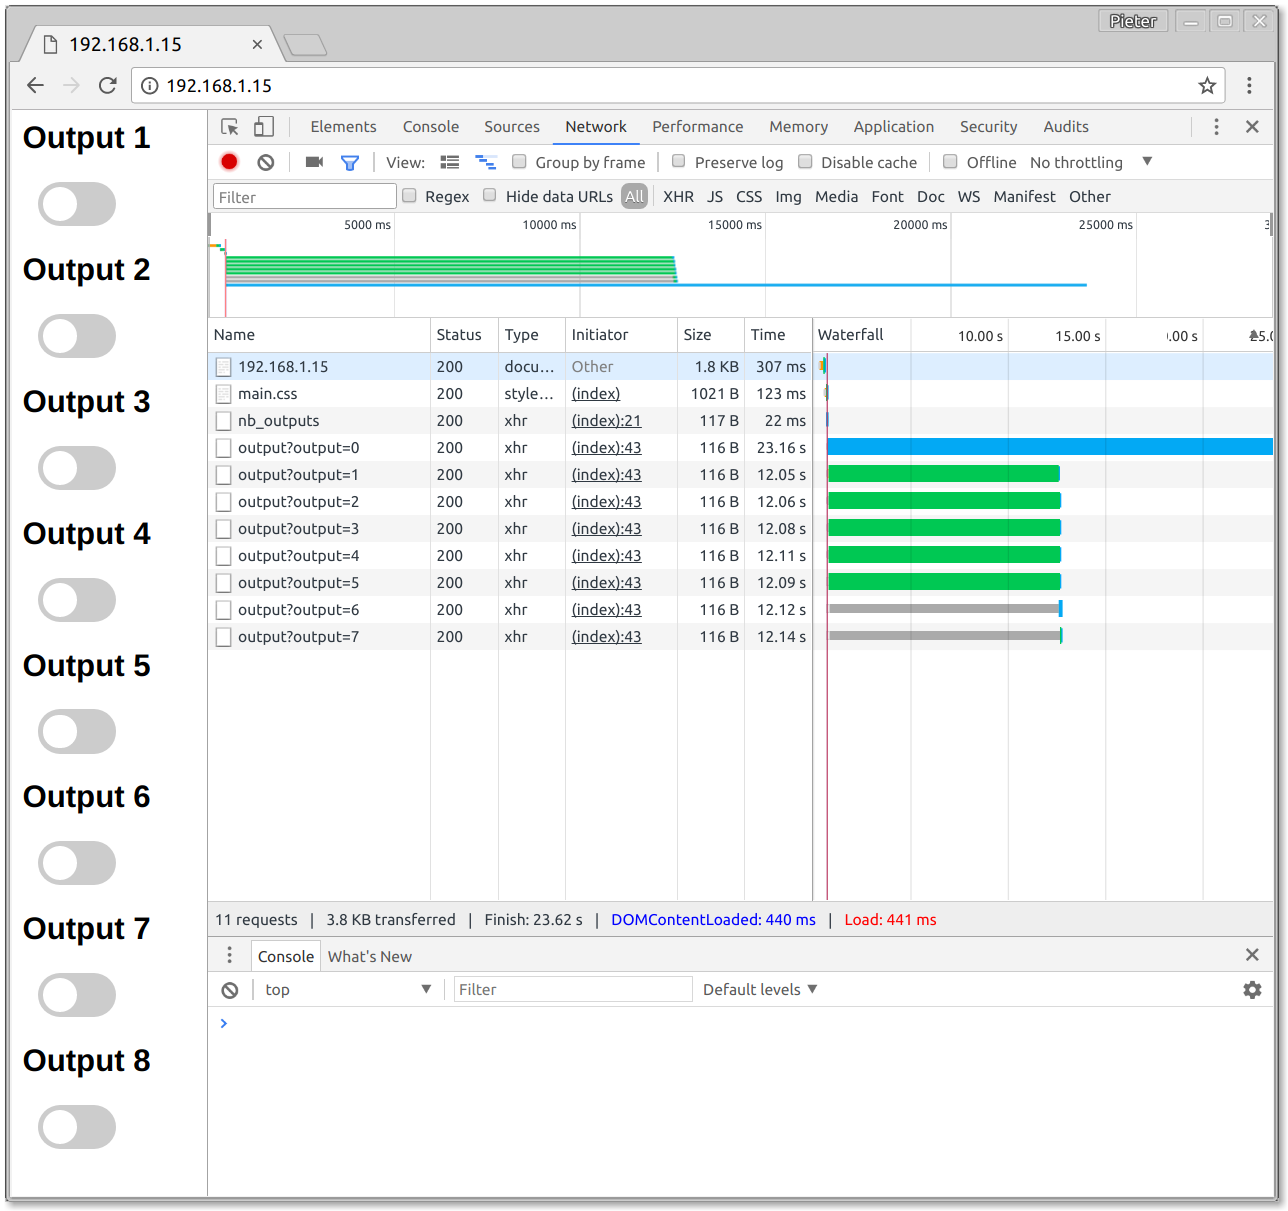 Pieter
192.168.1.15
192.168.1.15
Output 1
Output 2
Output 3
Output 4
Output 5
Output 6
Output 7
Output 8
Elements Console Sources Network Performance Memory Application Security Audits
View: Group by frame Preserve log Disable cache Offline No throttling
Filter Regex Hide data URLs All XHR JS CSS Img Media Font Doc WS Manifest Other
5000 ms 10000 ms 15000 ms 20000 ms 25000 ms
Name Status Type Initiator Size Time Waterfall 10.00 s 15.00 s
192.168.1.15 200 docu... Other 1.8 KB 307 ms
main.css 200 style... (index) 1021 B 123 ms
nb_outputs 200 xhr (index):21 117 B 22 ms
output?output=0 200 xhr (index):43 116 B 23.16 s
output?output=1 200 xhr (index):43 116 B 12.05 s
output?output=2 200 xhr (index):43 116 B 12.06 s
output?output=3 200 xhr (index):43 116 B 12.08 s
output?output=4 200 xhr (index):43 116 B 12.11 s
output?output=5 200 xhr (index):43 116 B 12.09 s
output?output=6 200 xhr (index):43 116 B 12.12 s
output?output=7 200 xhr (index):43 116 B 12.14 s
11 requests | 3.8 KB transferred | Finish: 23.62 s | DOMContentLoaded: 440 ms | Load: 441 ms
Console What's New
top Filter Default levels